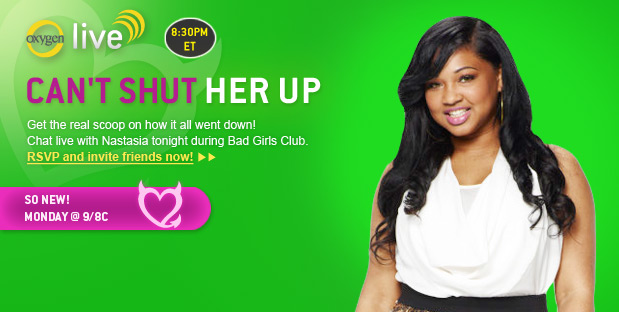 oxygen live
8:30PM
ET
CAN'T SHUT HER UP
Get the real scoop on how it all went down!
Chat live with Nastasia tonight during Bad Girls Club.
RSVP and invite friends now!
SO NEW!
MONDAY @ 9/8C